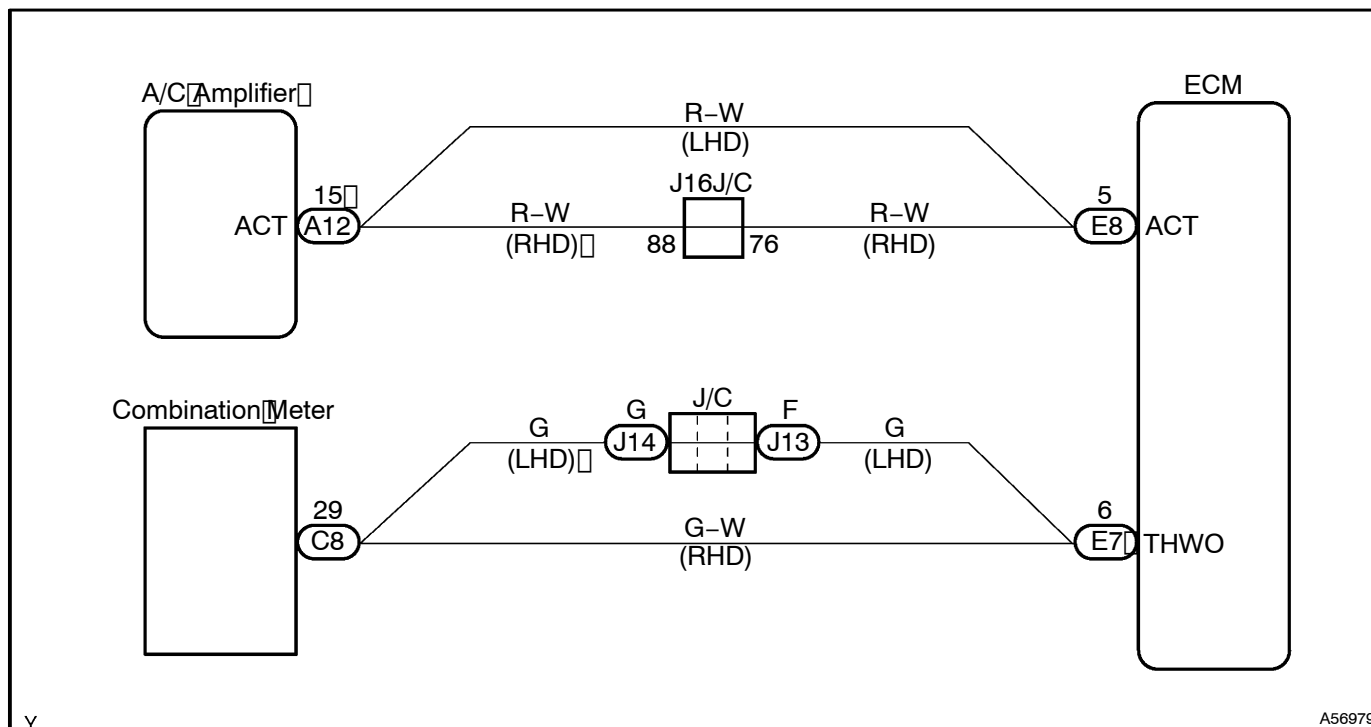 A/C Amplifier
ECM
R−W
(LHD)
J16J/C
15
5
R−W
R−W
ACT
A12
E8
ACT
(RHD)
88
76
(RHD)
Combination Meter
J/C
G
F
G
J14
J13
G
(LHD)
(LHD)
29
6
G−W
C8
E7
THWO
(RHD)
Y
A56979